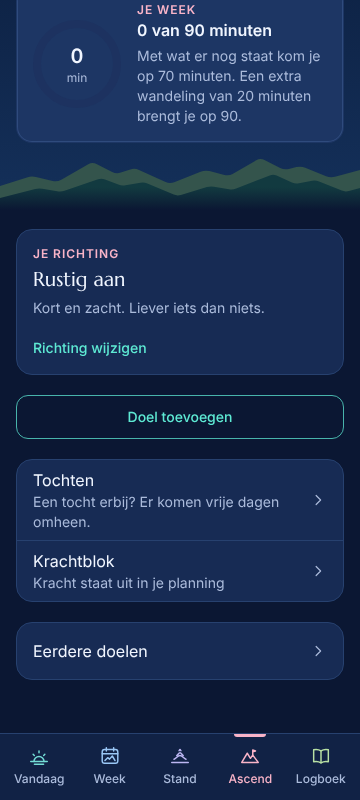 JE WEEK
0 van 90 minuten
0
min
Met wat er nog staat kom je
op 70 minuten. Een extra
wandeling van 20 minuten
brengt je op 90.
JE RICHTING
Rustig aan
Kort en zacht. Liever iets dan niets.
Richting wijzigen
Doel toevoegen
Tochten
Een tocht erbij? Er komen vrije dagen
omheen.
Krachtblok
Kracht staat uit in je planning
Eerdere doelen
Vandaag
Week
Stand
Ascend
Logboek